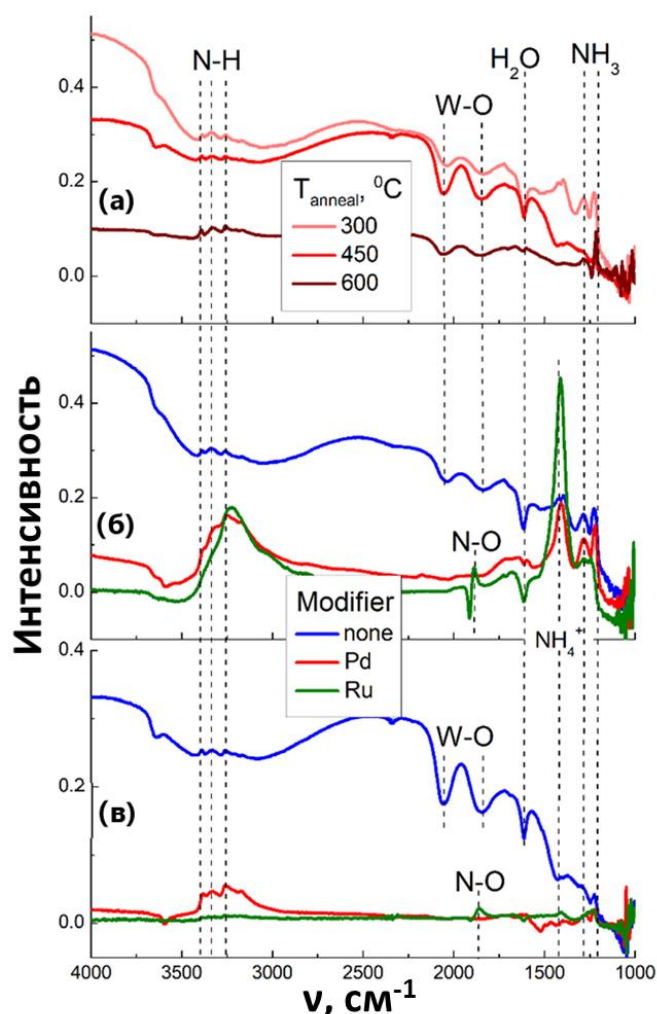 N-H
H₂O
NH₃
W-O
0.4
0.2
0.0
(а)
Tanneal, ⁰C
300
450
600
0.4
0.2
0.0
(б)
N-O
Modifier
none
Pd
Ru
NH₄⁺
0.4
0.2
0.0
(в)
W-O
N-O
4000 3500 3000 2500 2000 1500 1000
ν, см⁻¹
Интенсивность